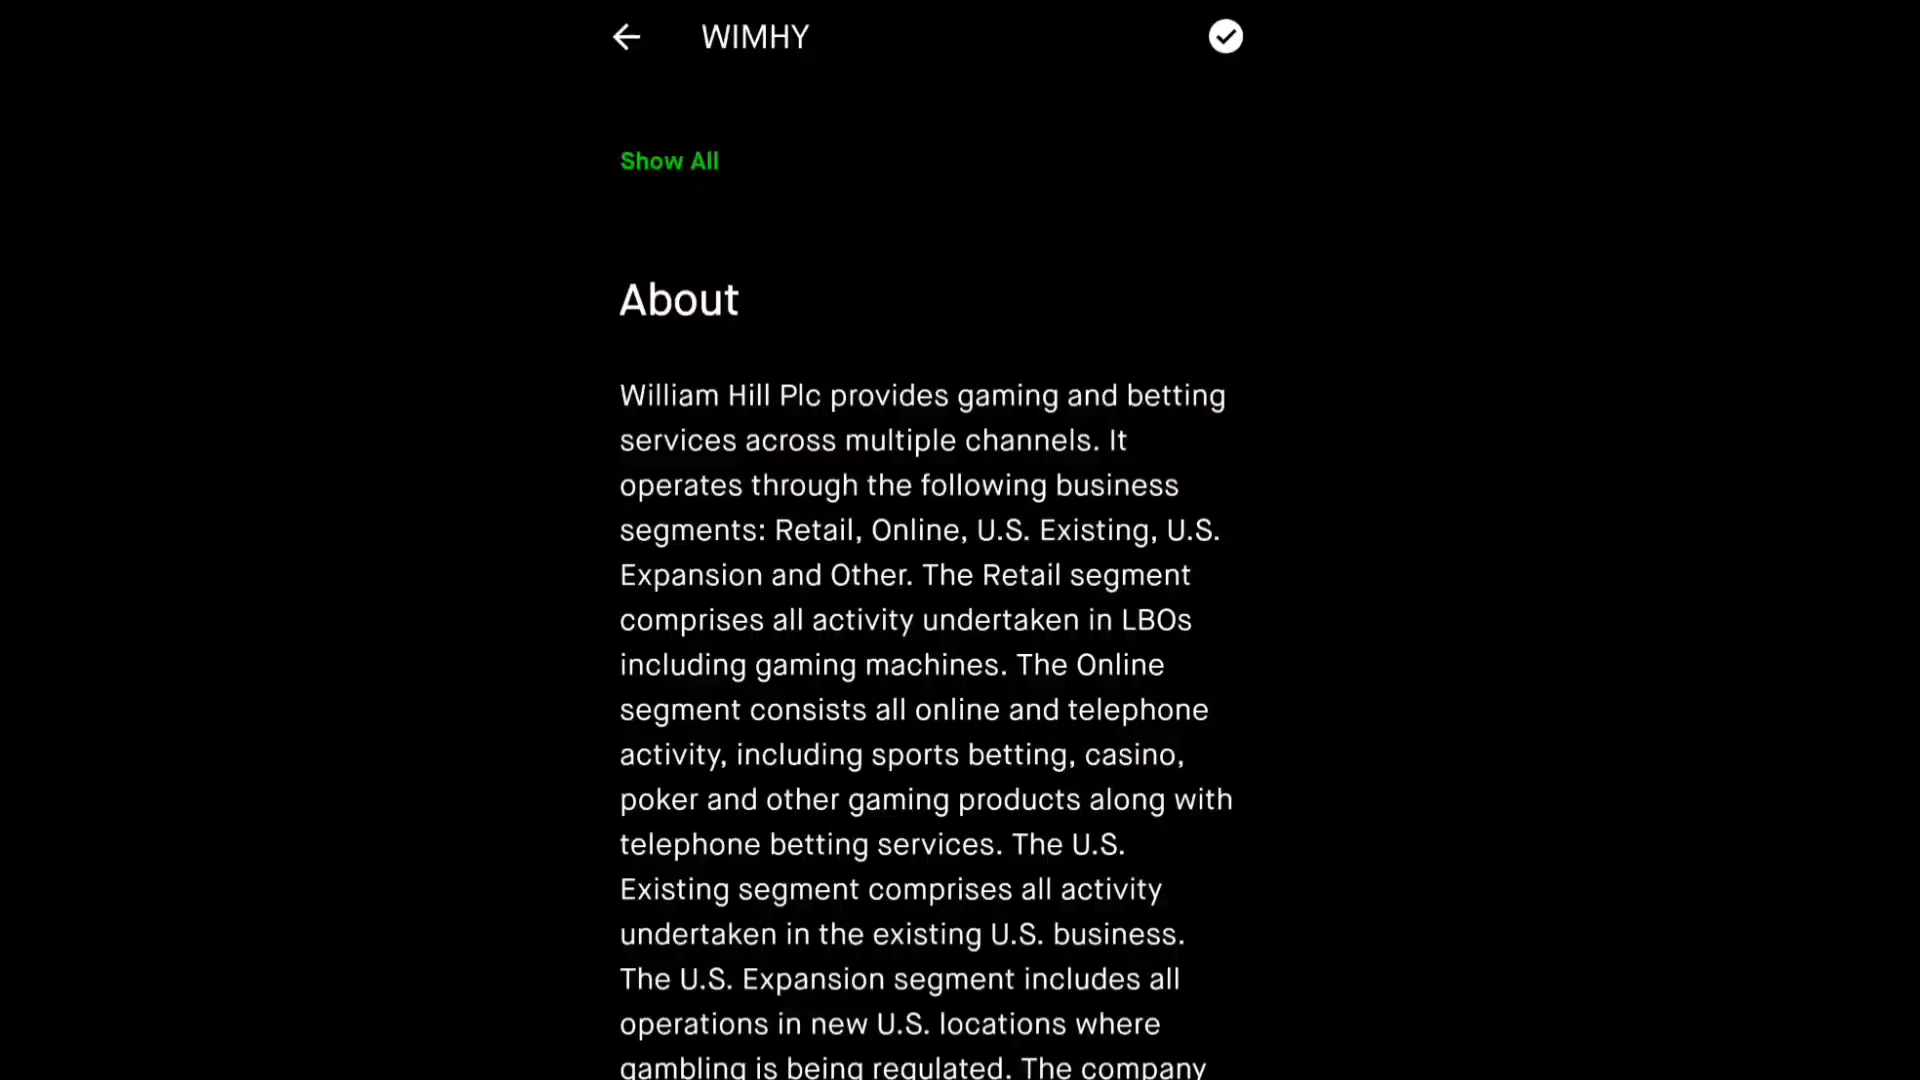 WIMHY
Show All
About
William Hill Plc provides gaming and betting
services across multiple channels. It
operates through the following business
segments: Retail, Online, U.S. Existing, U.S.
Expansion and Other. The Retail segment
comprises all activity undertaken in LBOs
including gaming machines. The Online
segment consists all online and telephone
activity, including sports betting, casino,
poker and other gaming products along with
telephone betting services. The U.S.
Existing segment comprises all activity
undertaken in the existing U.S. business.
The U.S. Expansion segment includes all
operations in new U.S. locations where
gambling is being regulated. The company